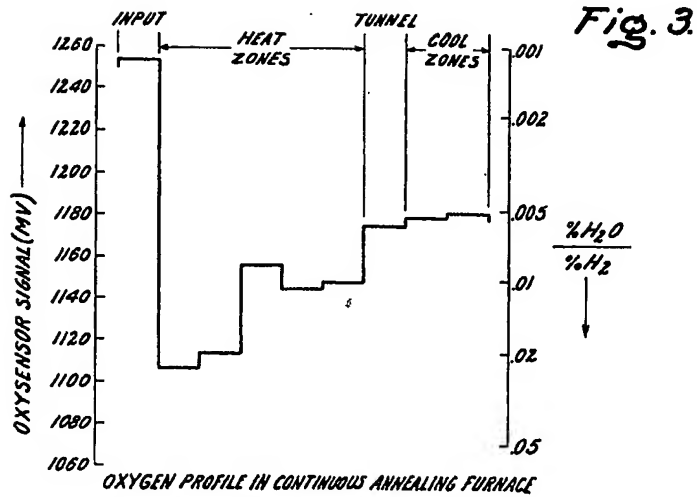 Fig. 3.
INPUT
HEAT
ZONES
TUNNEL
COOL
ZONES
OXYSENSOR SIGNAL (MV)
1260
1240
1220
1200
1180
1160
1140
1120
1100
1080
1060
.001
.002
.005
.01
.02
.05
%H₂O
%H₂
OXYGEN PROFILE IN CONTINUOUS ANNEALING FURNACE